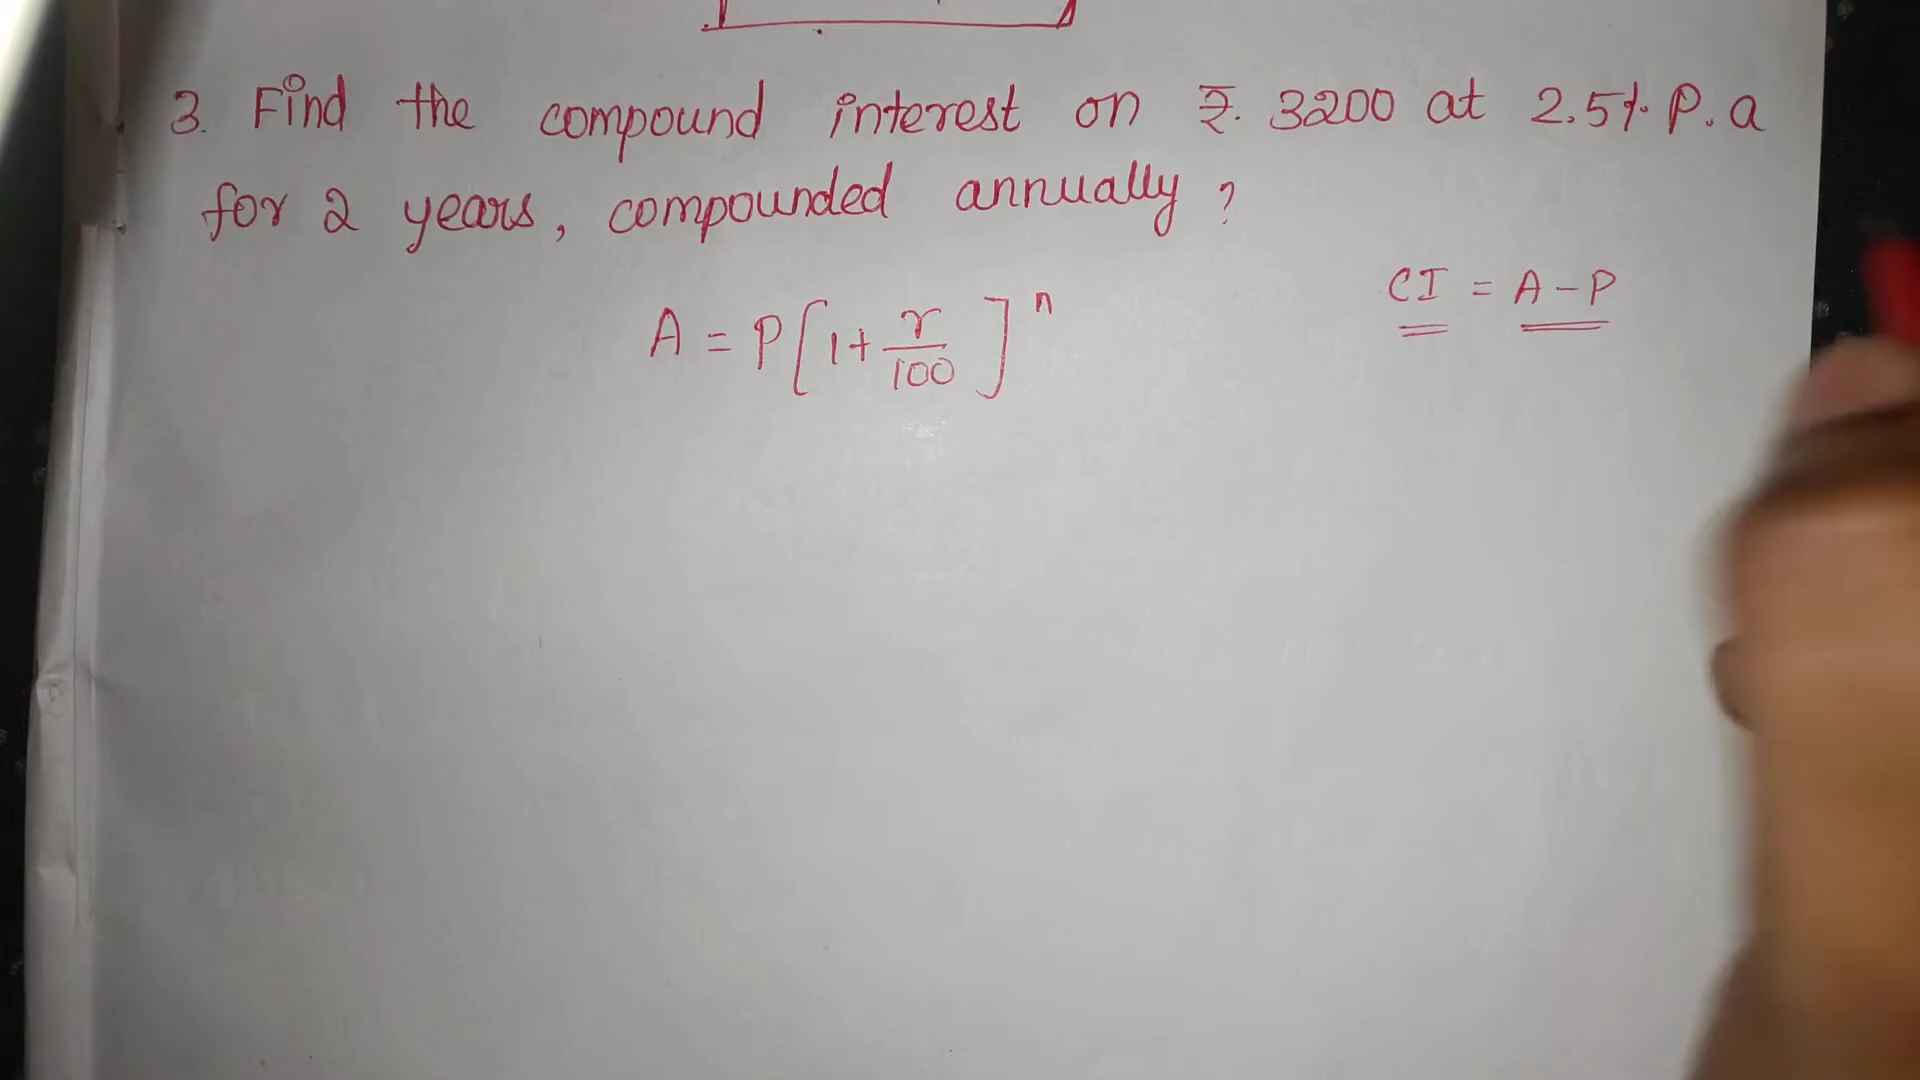 3. Find the compound interest on ₹. 3200 at 2.5% P.a
for 2 years, compounded annually?
CI = A - P
A = P[1 + r/100]^n